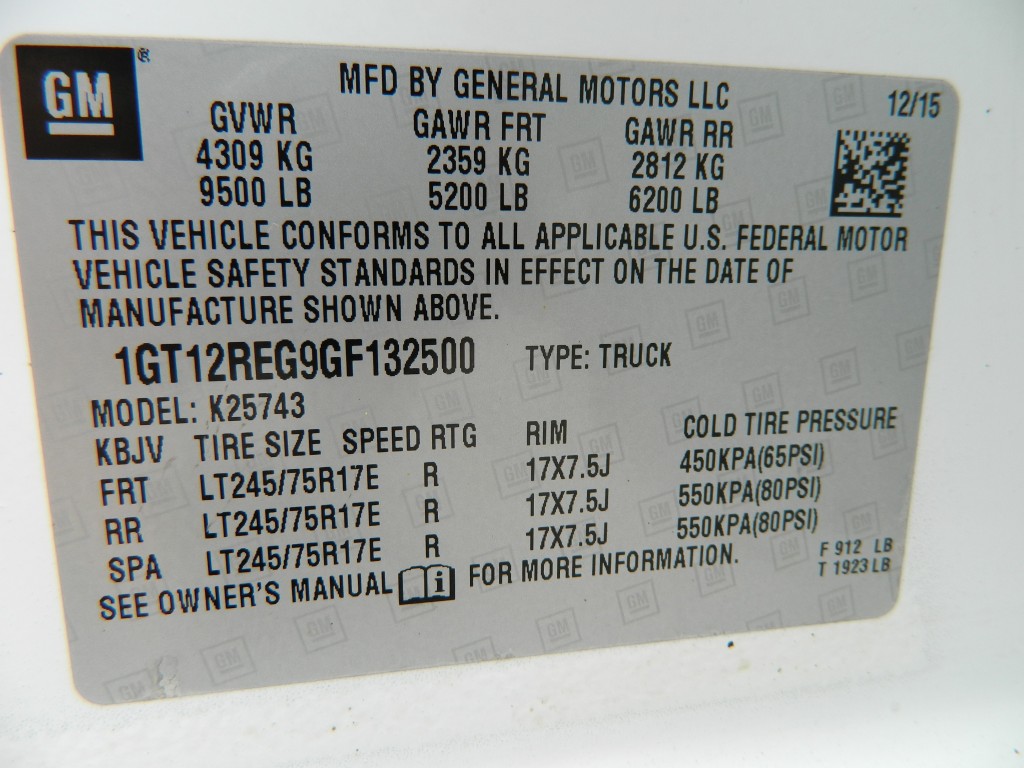 GM ®
MFD BY GENERAL MOTORS LLC 12/15
GVWR GAWR FRT GAWR RR
4309 KG 2359 KG 2812 KG
9500 LB 5200 LB 6200 LB
THIS VEHICLE CONFORMS TO ALL APPLICABLE U.S. FEDERAL MOTOR
VEHICLE SAFETY STANDARDS IN EFFECT ON THE DATE OF
MANUFACTURE SHOWN ABOVE.
1GT12REG9GF132500 TYPE: TRUCK
MODEL: K25743
KBJV TIRE SIZE SPEED RTG RIM COLD TIRE PRESSURE
FRT LT245/75R17E R 17X7.5J 450KPA(65PSI)
RR LT245/75R17E R 17X7.5J 550KPA(80PSI)
SPA LT245/75R17E R 17X7.5J 550KPA(80PSI)
SEE OWNER'S MANUAL i FOR MORE INFORMATION.
F 912 LB
T 1923 LB